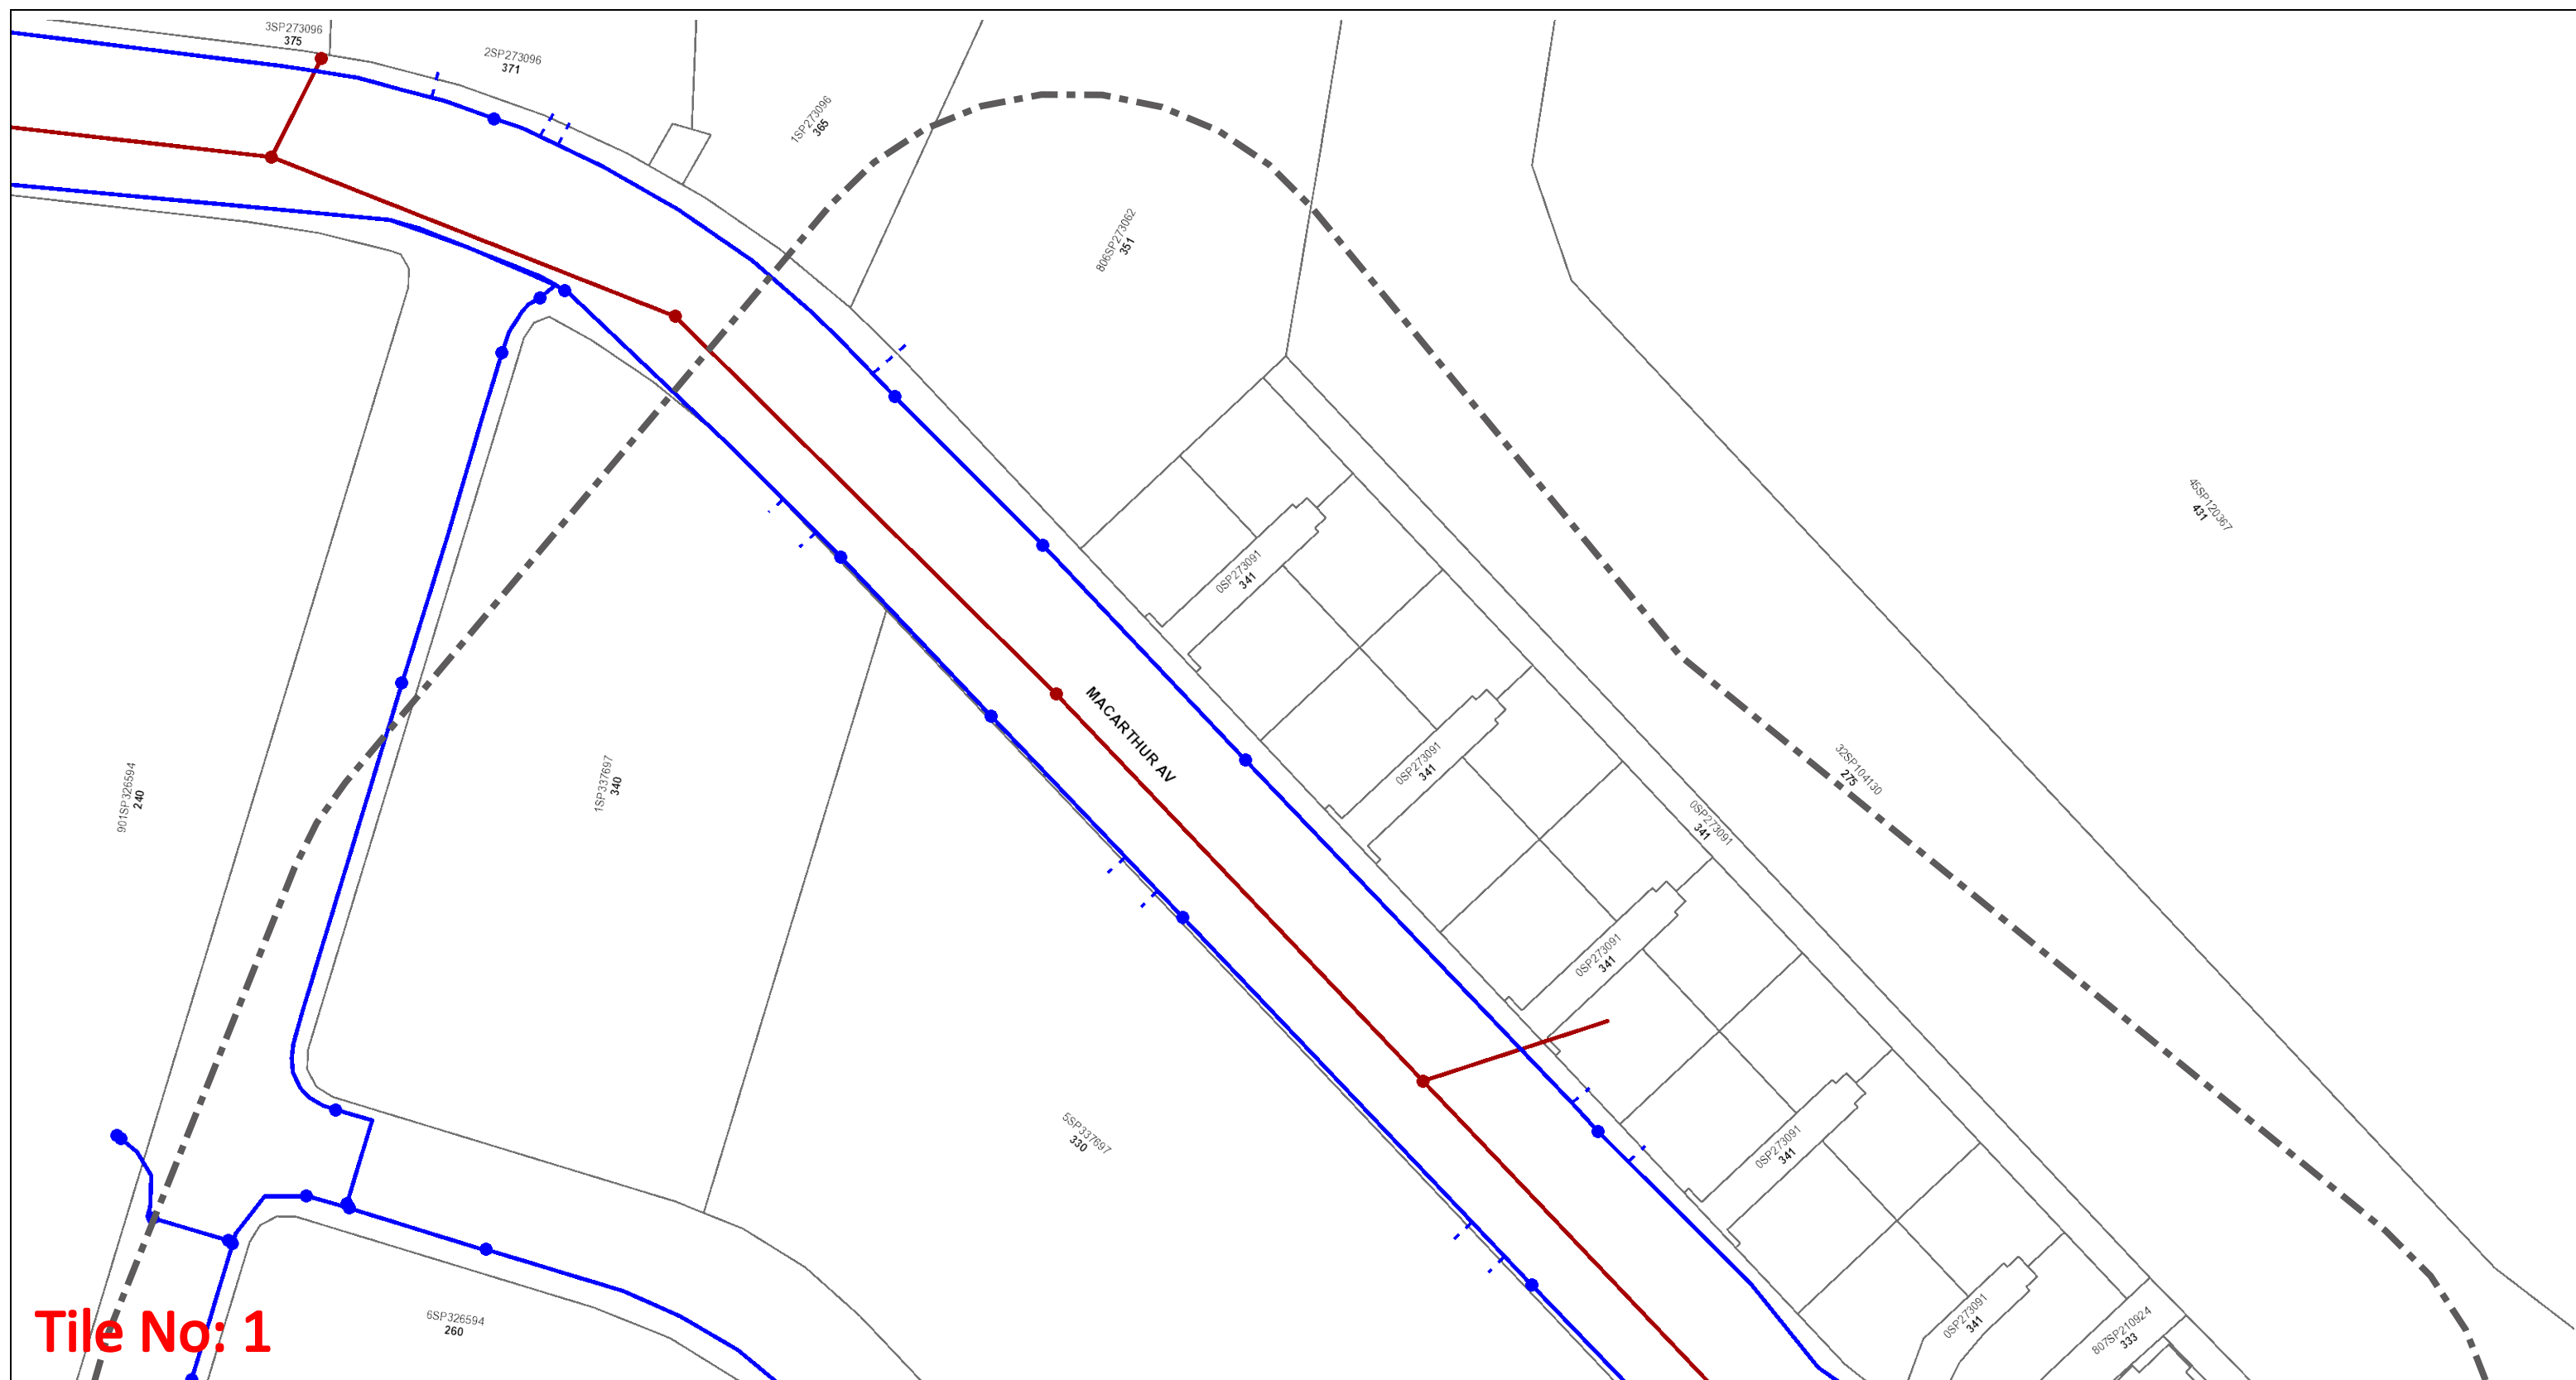 3SP273096
375
2SP273096
371
1SP273096
365
806SP273062
351
45SP120367
431
0SP273091
341
MACARTHUR AV
0SP273091
341
32SP104130
275
0SP273091
341
901SP326594
240
1SP337697
340
0SP273091
341
5SP337697
330
0SP273091
341
6SP326594
260
0SP273091
341
807SP210924
333
Tile No: 1